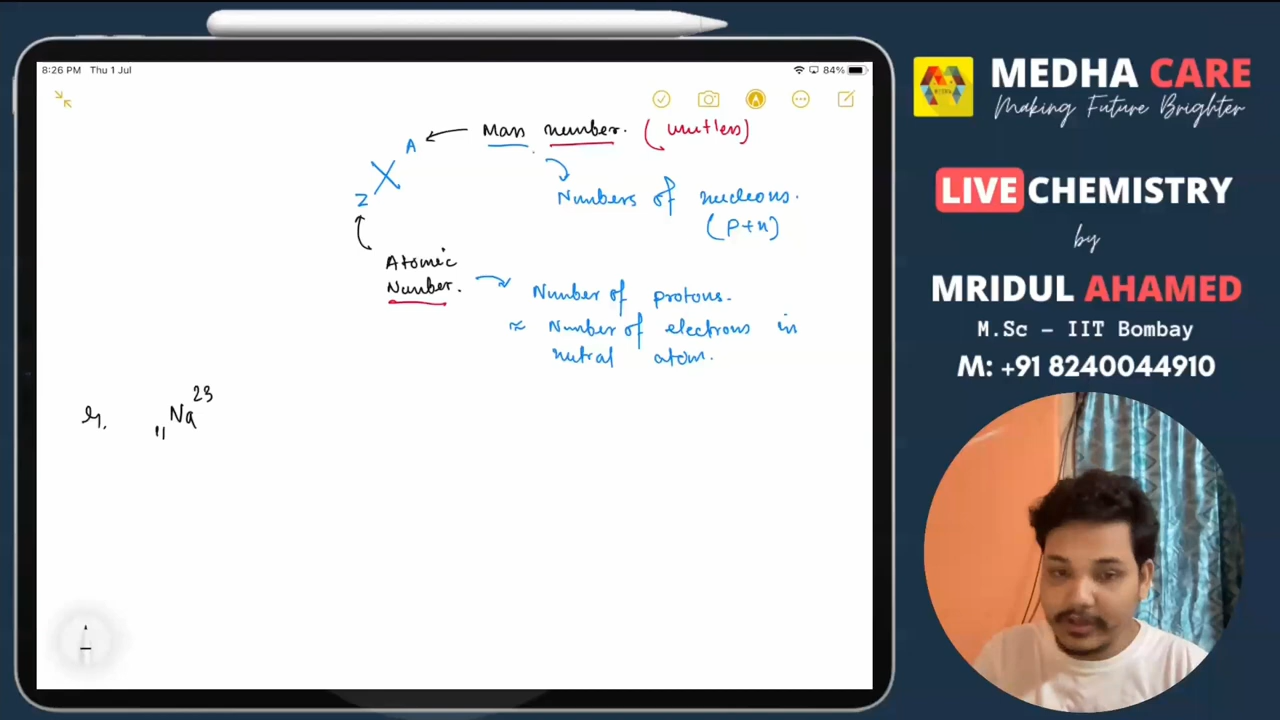 8:26 PM Thu 1 Jul
84%
A ← Mass number. (unitless)
X
Z
Numbers of nucleons.
(p+n)
Atomic
Number.
Number of protons.
≈ Number of electrons in
nutral atom.
₁₁Na²³
MEDHA CARE
Making Future Brighter
LIVE CHEMISTRY
by
MRIDUL AHAMED
M.Sc – IIT Bombay
M: +91 8240044910